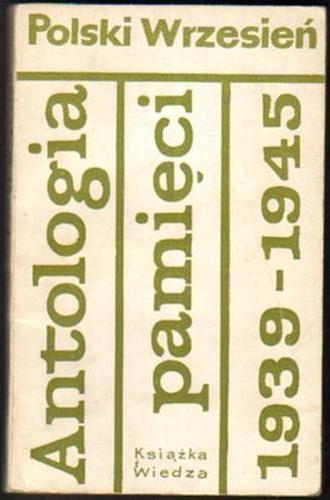 Polski Wrzesień
Antologia
pamięci
1939-1945
Książka
i
Wiedza